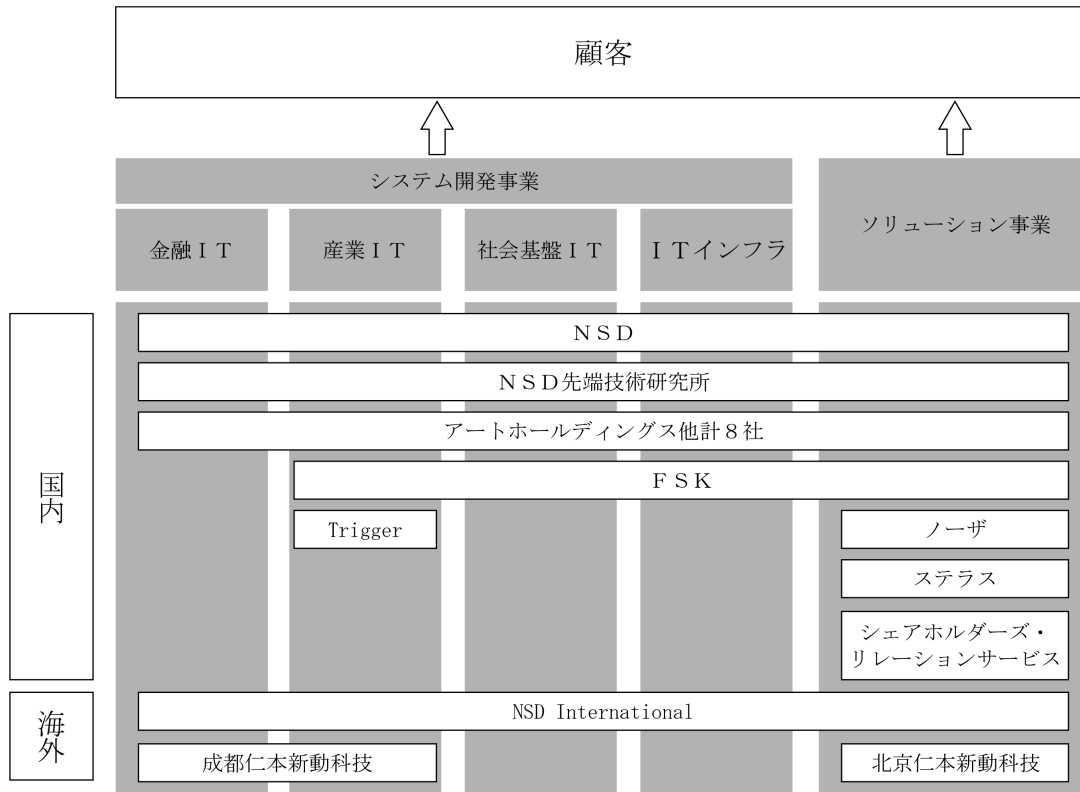 顧客
システム開発事業
ソリューション事業
金融ＩＴ
産業ＩＴ
社会基盤ＩＴ
ＩＴインフラ
国内
ＮＳＤ
ＮＳＤ先端技術研究所
アートホールディングス他計８社
ＦＳＫ
Trigger
ノーザ
ステラス
シェアホルダーズ・
リレーションサービス
海外
NSD International
成都仁本新動科技
北京仁本新動科技